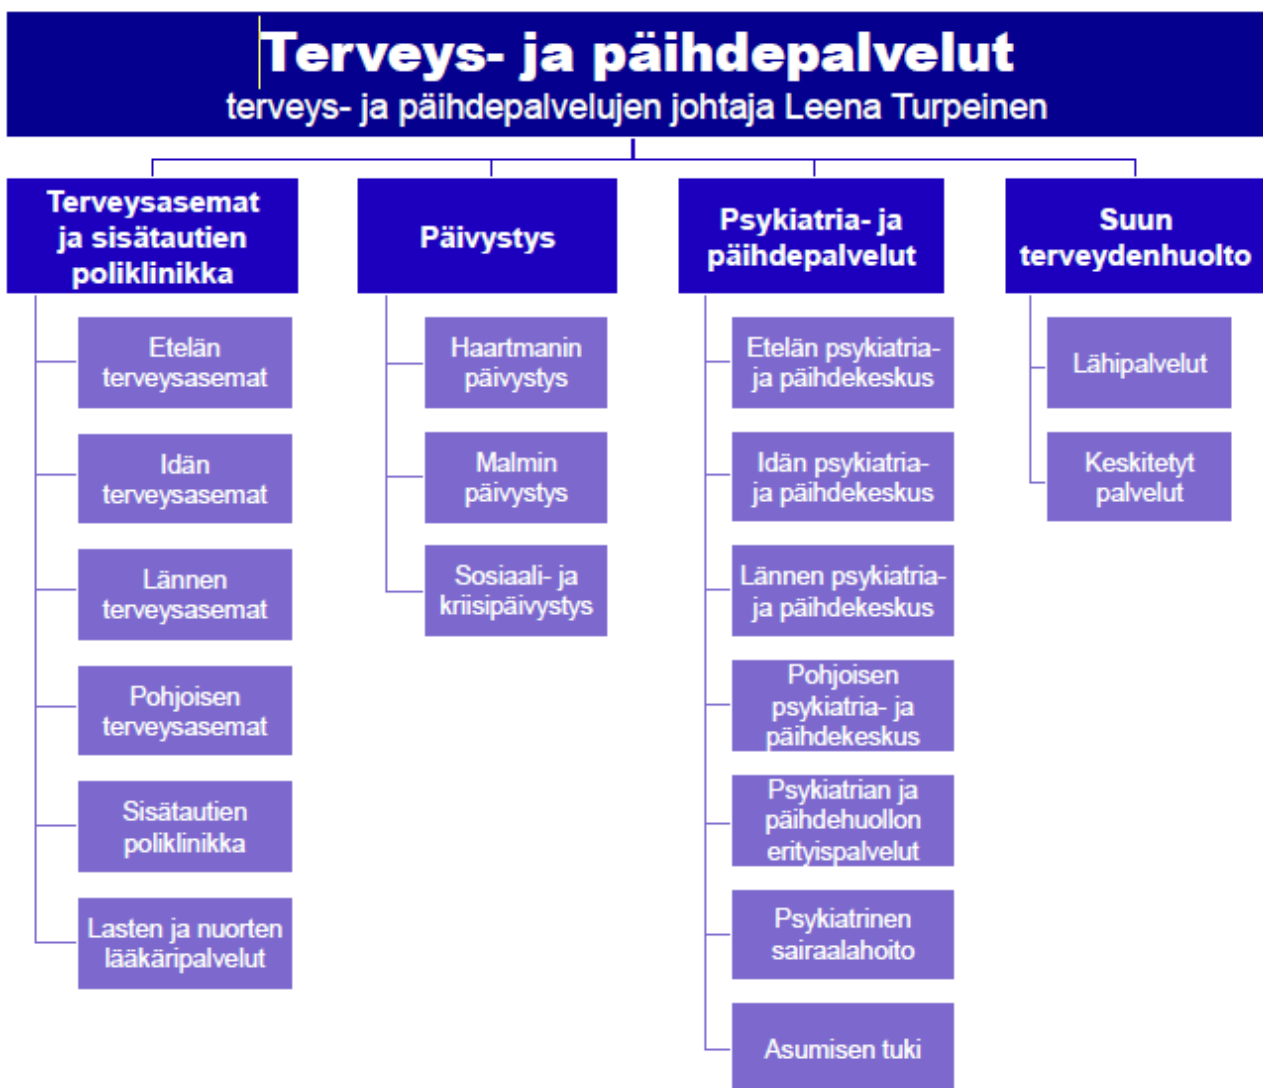 Terveys- ja päihdepalvelut
terveys- ja päihdepalvelujen johtaja Leena Turpeinen
Terveysasemat
ja sisätautien
poliklinikka
Etelän
terveysasemat
Idän
terveysasemat
Lännen
terveysasemat
Pohjoisen
terveysasemat
Sisätautien
poliklinikka
Lasten ja nuorten
lääkäripalvelut
Päivystys
Haartmanin
päivystys
Malmin
päivystys
Sosiaali- ja
kriisipäivystys
Psykiatria- ja
päihdepalvelut
Etelän psykiatria-
ja päihdekeskus
Idän psykiatria-
ja päihdekeskus
Lännen psykiatria-
ja päihdekeskus
Pohjoisen
psykiatria- ja
päihdekeskus
Psykiatrian ja
päihdehuollon
erityispalvelut
Psykiatrinen
sairaalahoito
Asumisen tuki
Suun
terveydenhuolto
Lähipalvelut
Keskitetyt
palvelut